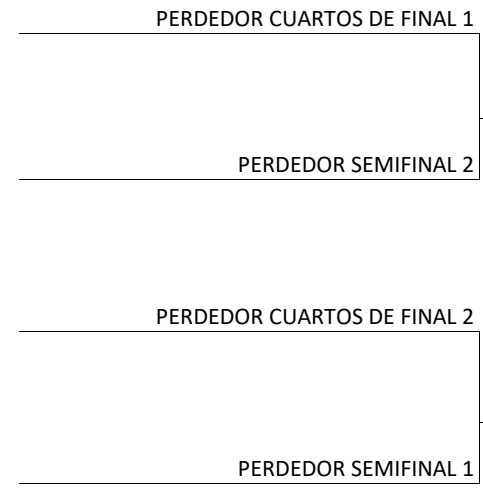 PERDEDOR CUARTOS DE FINAL 1
PERDEDOR SEMIFINAL 2
PERDEDOR CUARTOS DE FINAL 2
PERDEDOR SEMIFINAL 1